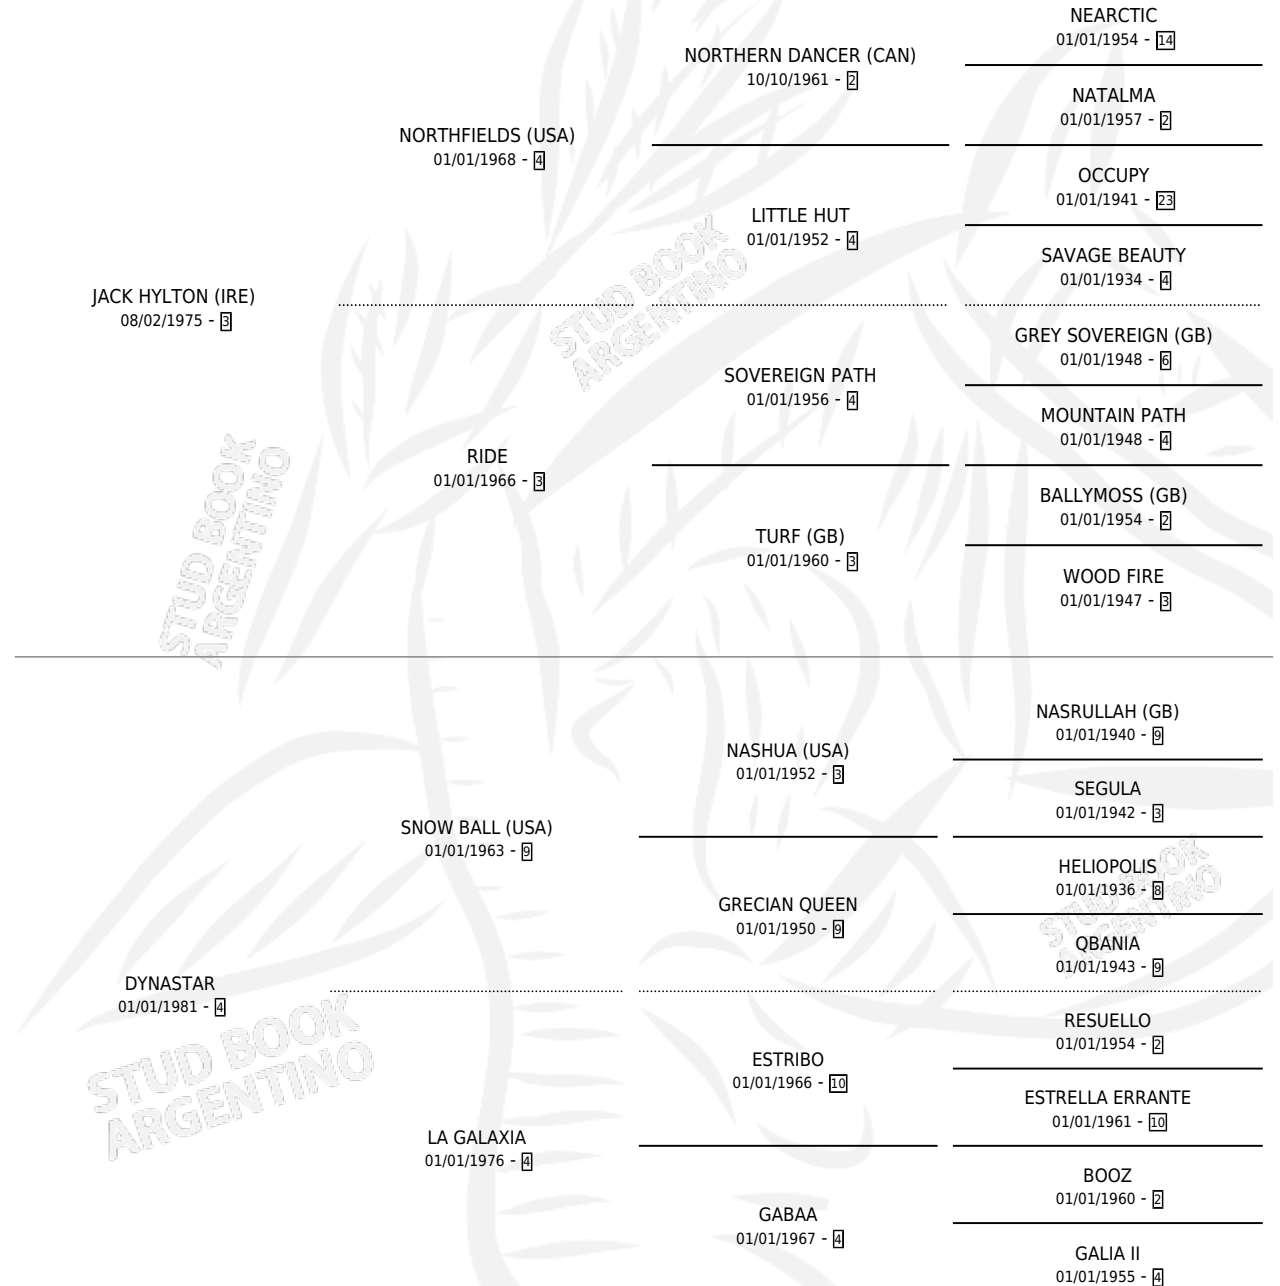 NEARCTIC
01/01/1954 - 14
NORTHERN DANCER (CAN)
10/10/1961 - 2
NATALMA
01/01/1957 - 2
NORTHFIELDS (USA)
01/01/1968 - 4
OCCUPY
01/01/1941 - 23
LITTLE HUT
01/01/1952 - 4
SAVAGE BEAUTY
01/01/1934 - 4
JACK HYLTON (IRE)
08/02/1975 - 3
GREY SOVEREIGN (GB)
01/01/1948 - 6
SOVEREIGN PATH
01/01/1956 - 4
MOUNTAIN PATH
01/01/1948 - 4
RIDE
01/01/1966 - 3
BALLYMOSS (GB)
01/01/1954 - 2
TURF (GB)
01/01/1960 - 3
WOOD FIRE
01/01/1947 - 3
NASRULLAH (GB)
01/01/1940 - 9
NASHUA (USA)
01/01/1952 - 3
SEGULA
01/01/1942 - 3
SNOW BALL (USA)
01/01/1963 - 9
HELIOPOLIS
01/01/1936 - 8
GRECIAN QUEEN
01/01/1950 - 9
QBANIA
01/01/1943 - 9
DYNASTAR
01/01/1981 - 4
RESUELLO
01/01/1954 - 2
ESTRIBO
01/01/1966 - 10
ESTRELLA ERRANTE
01/01/1961 - 10
LA GALAXIA
01/01/1976 - 4
BOOZ
01/01/1960 - 2
GABAA
01/01/1967 - 4
GALIA II
01/01/1955 - 4
STUD BOOK
ARGENTINO
STUD BOOK
ARGENTINO
STUD BOOK
ARGENTINO
STUD BOOK
ARGENTINO